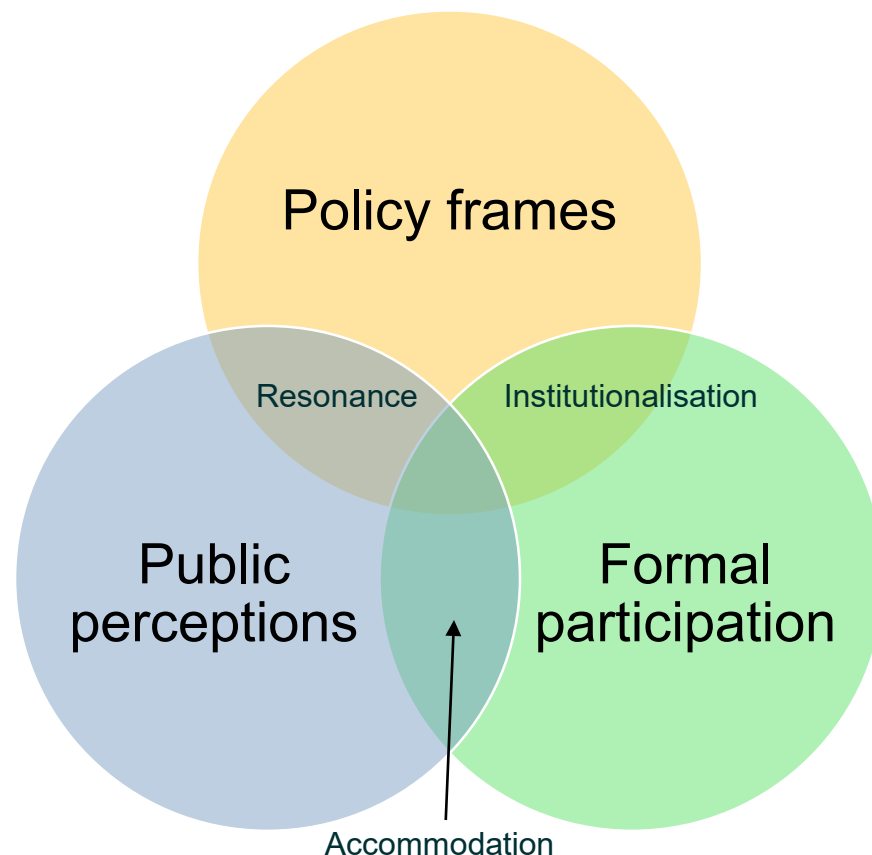 Policy frames
Resonance
Institutionalisation
Public
perceptions
Formal
participation
Accommodation